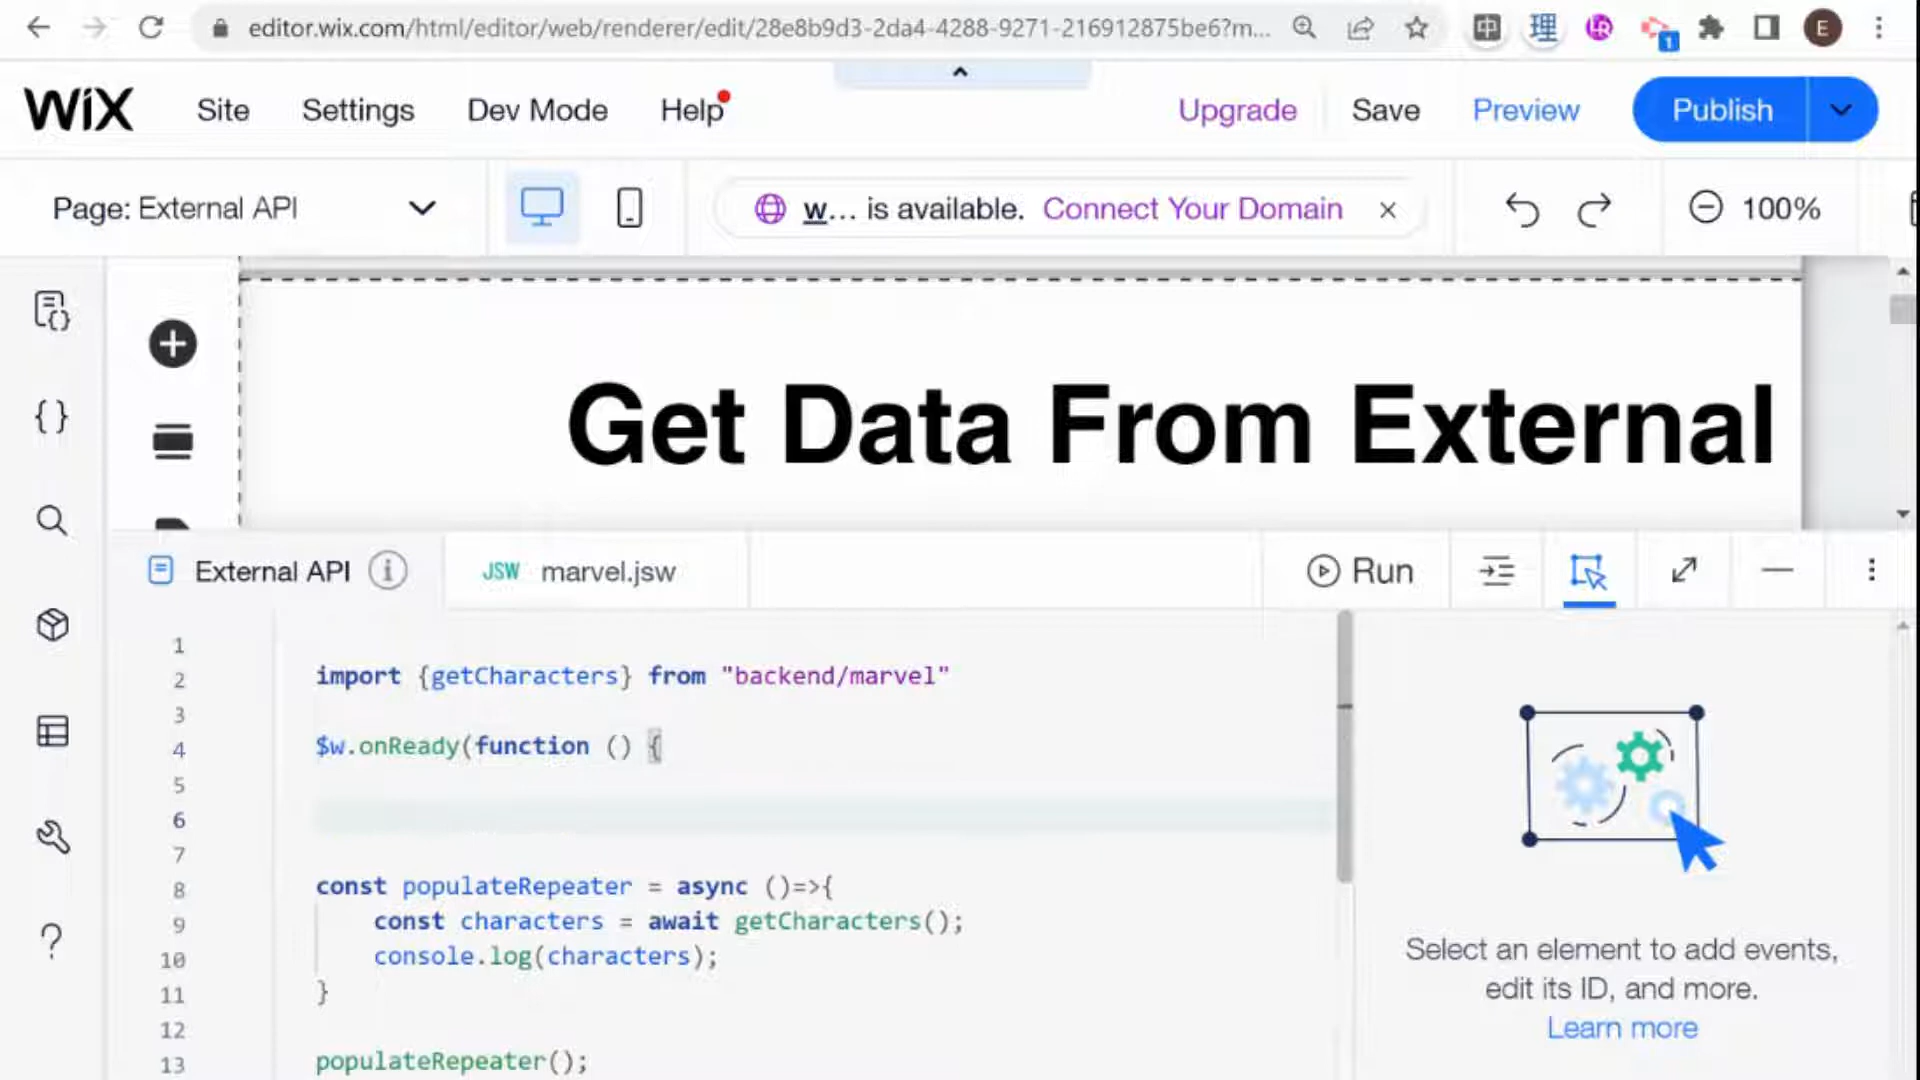 editor.wix.com/html/editor/web/renderer/edit/28e8b9d3-2da4-4288-9271-216912875be6?m...
中 理 LR 1 E
WiX Site Settings Dev Mode Help Upgrade Save Preview Publish
Page: External API w... is available. Connect Your Domain 100%
Get Data From External
External API JSW marvel.jsw Run
1
2 import {getCharacters} from "backend/marvel"
3
4 $w.onReady(function () {
5
6
7
8 const populateRepeater = async ()=>{
9 const characters = await getCharacters();
10 console.log(characters);
11 }
12
13 populateRepeater();
Select an element to add events,
edit its ID, and more.
Learn more